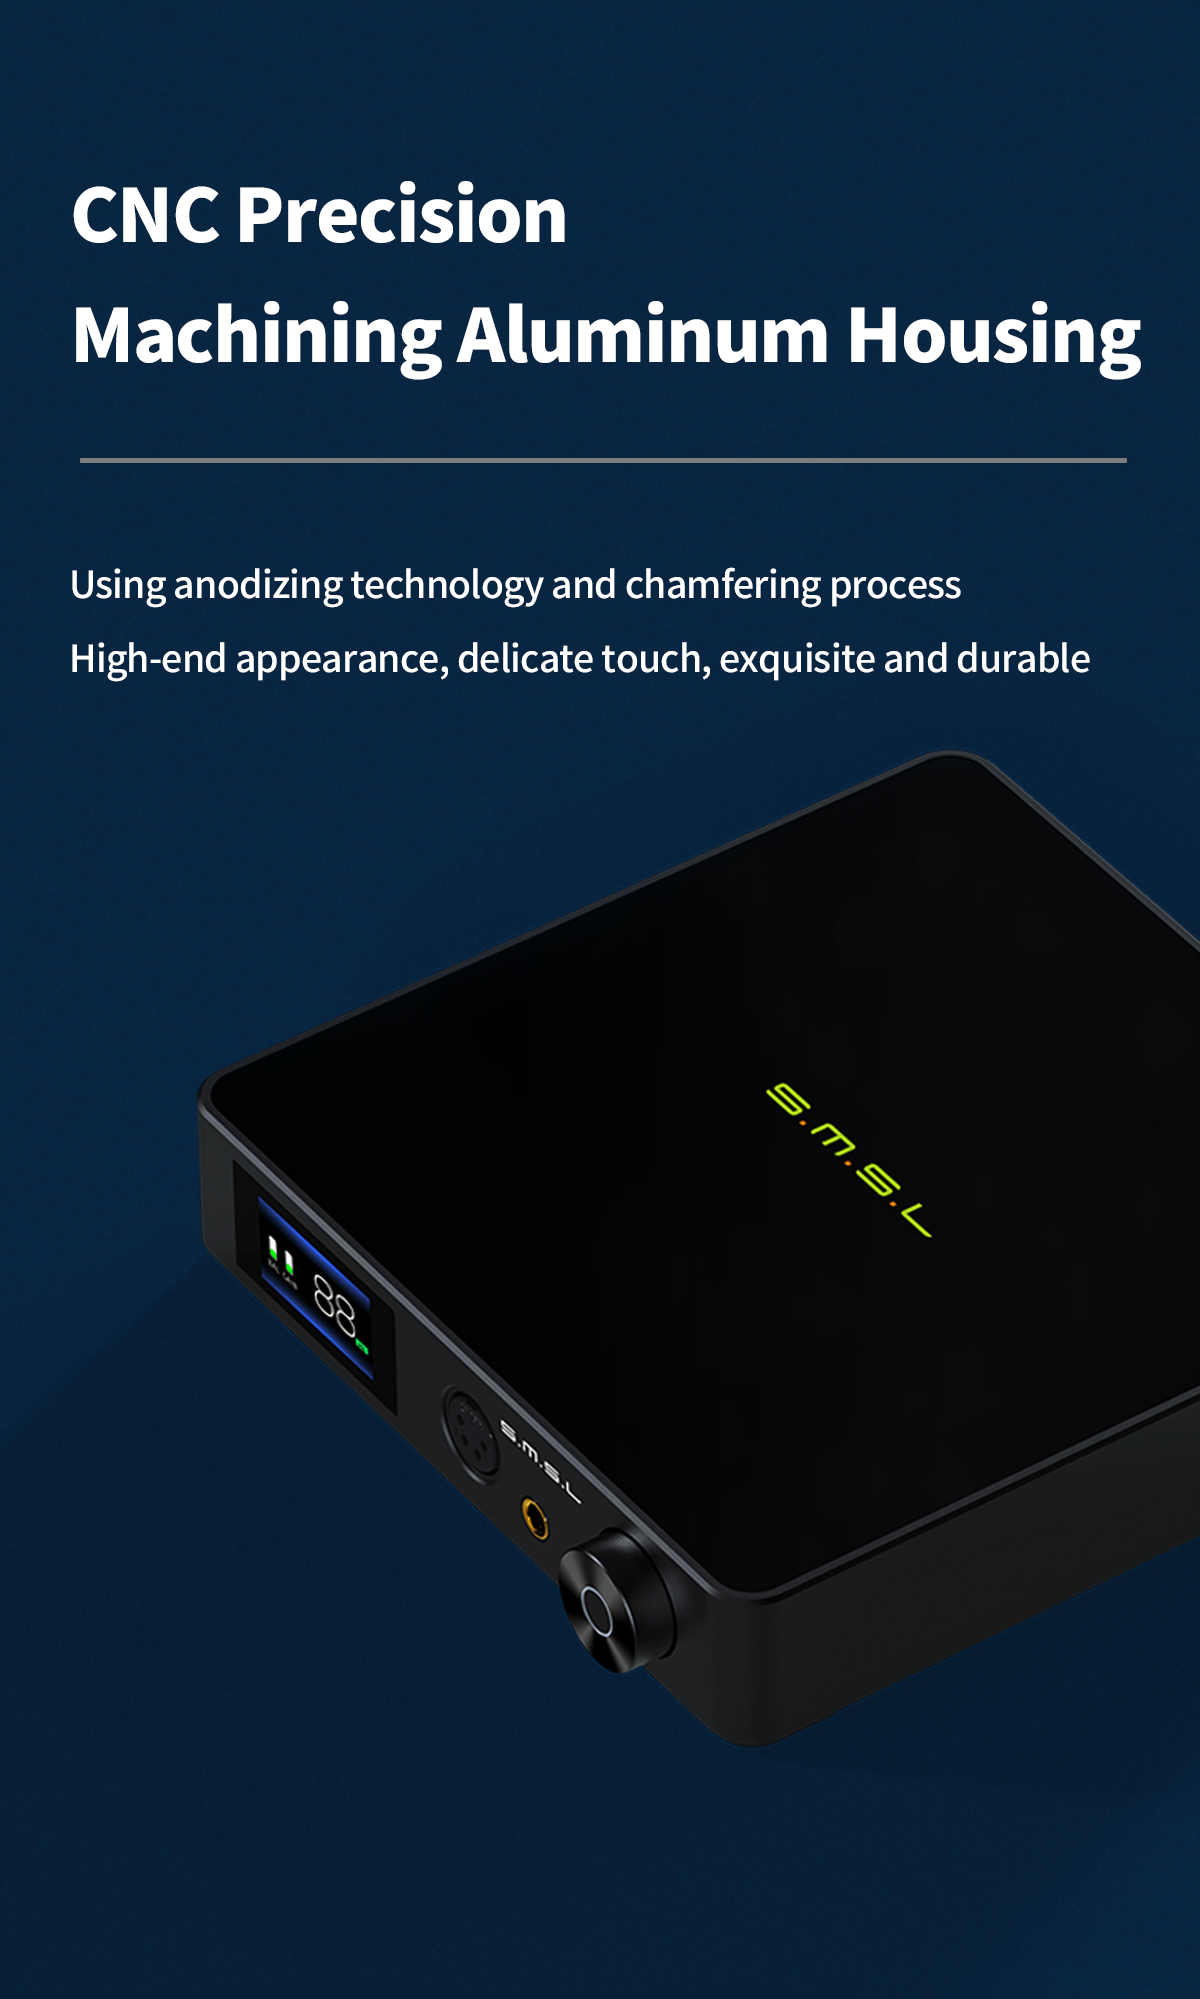 CNC Precision
Machining Aluminum Housing
Using anodizing technology and chamfering process
High-end appearance, delicate touch, exquisite and durable
S.M.S.L
88
S.M.S.L